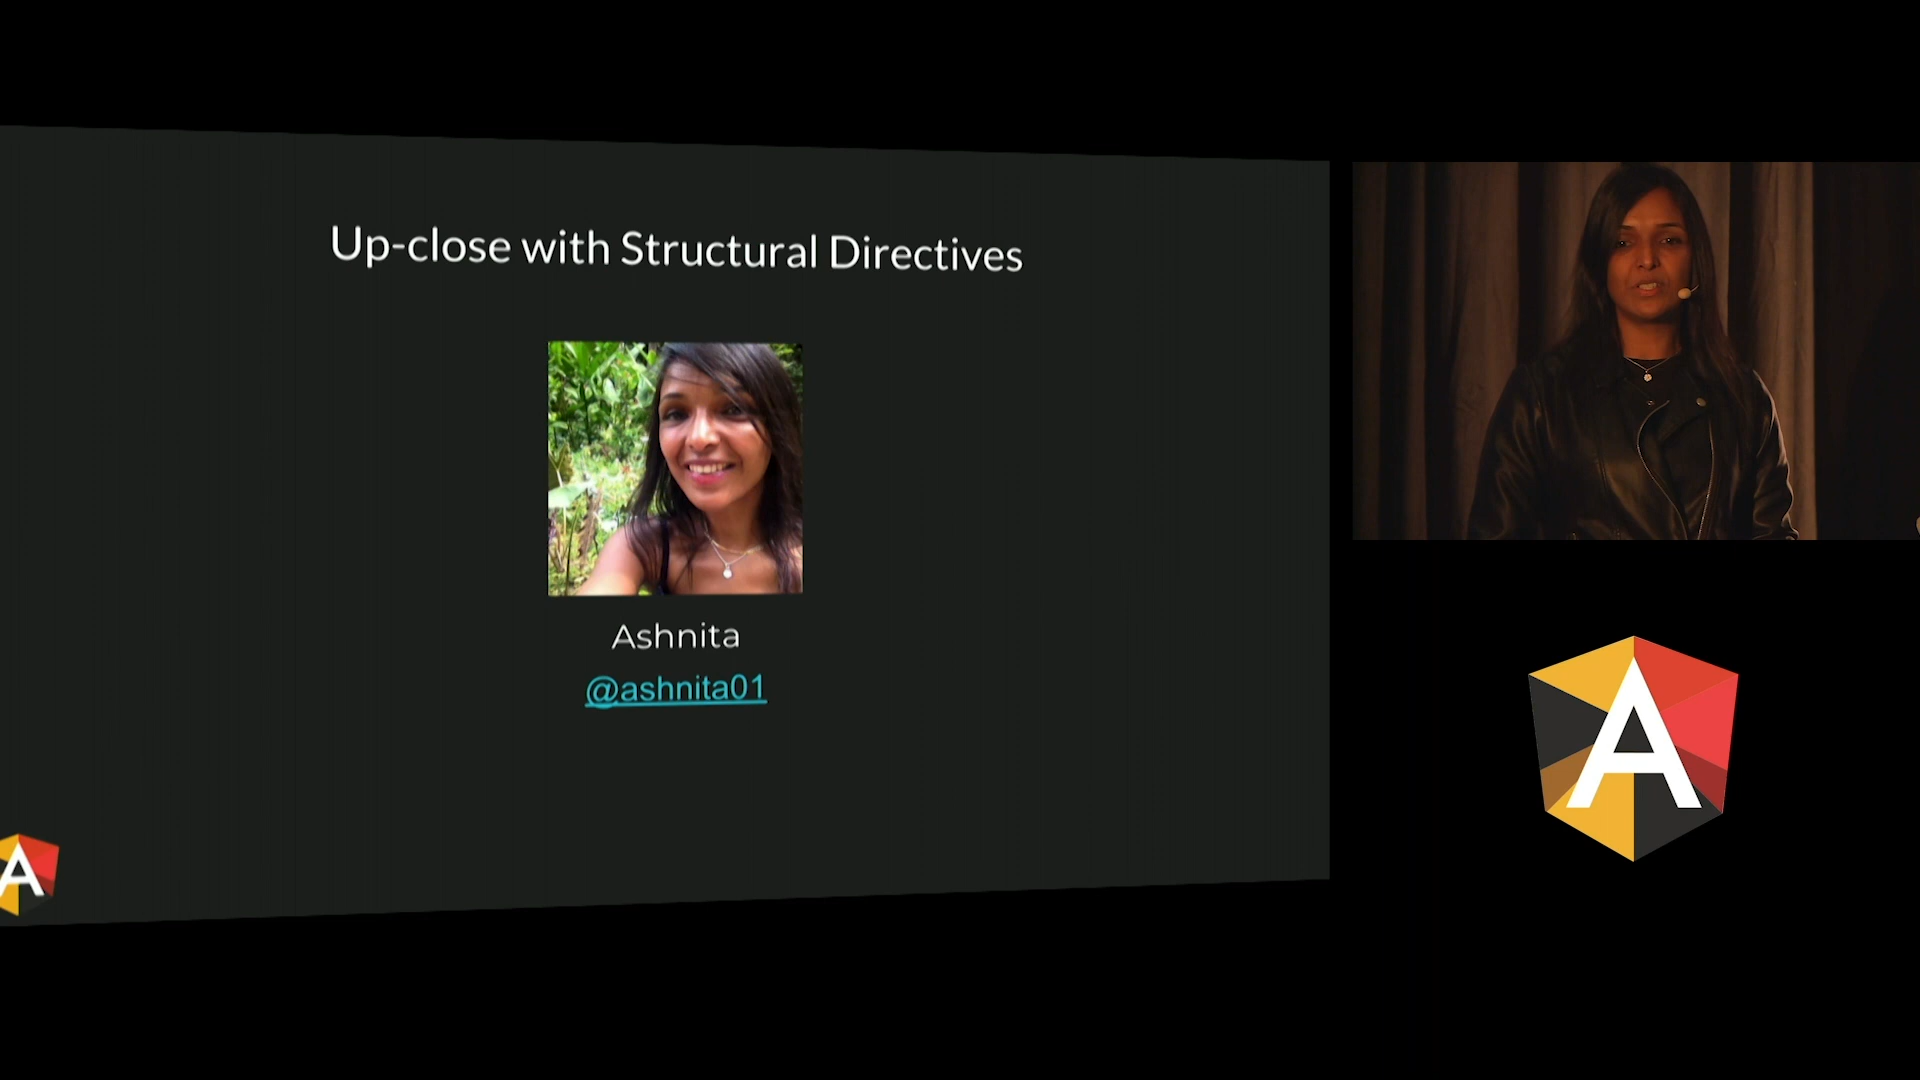 Up-close with Structural Directives
Ashnita
@ashnita01
A
A